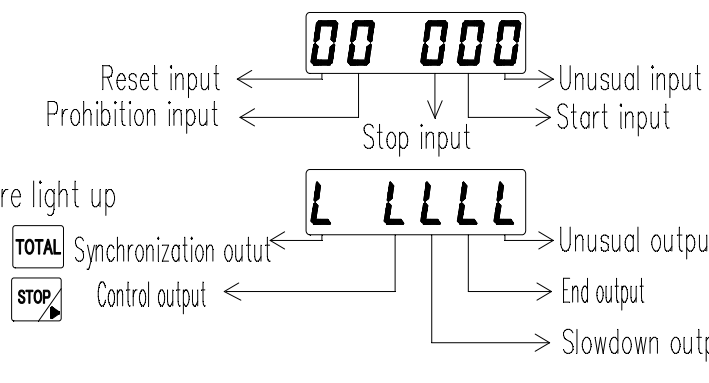 00 000
Reset input
Unusual input
Prohibition input
Start input
Stop input
re light up
L LLLL
TOTAL
Synchronization outut
Unusual outpu
STOP
Control output
End output
Slowdown outp